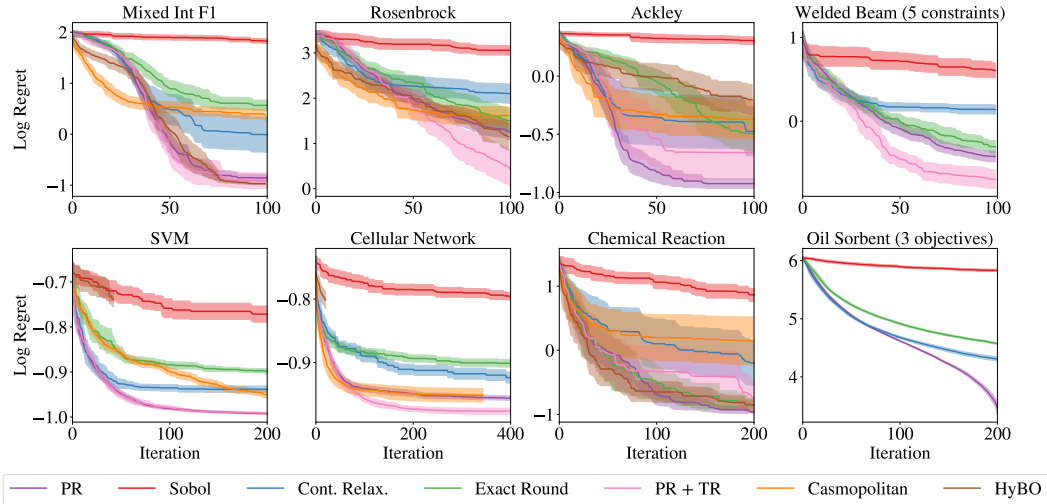 Mixed Int F1
Rosenbrock
Ackley
Welded Beam (5 constraints)
Log Regret
2
1
0
−1
0
50
100
3
2
1
0
0
50
100
0.0
−0.5
−1.0
0
50
100
1
0
0
50
100
SVM
Cellular Network
Chemical Reaction
Oil Sorbent (3 objectives)
Log Regret
−0.7
−0.8
−0.9
−1.0
0
100
200
Iteration
−0.8
−0.9
0
200
400
Iteration
1
0
−1
0
100
200
Iteration
6
5
4
0
100
200
Iteration
PR
Sobol
Cont. Relax.
Exact Round
PR + TR
Casmopolitan
HyBO